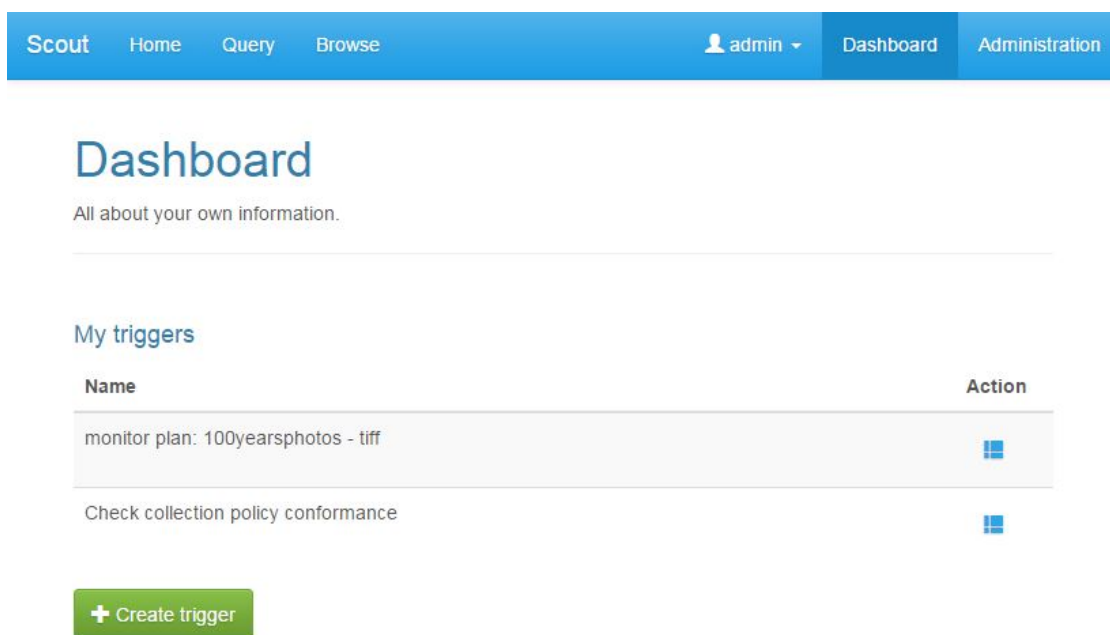 Scout Home Query Browse admin Dashboard Administration
Dashboard
All about your own information.
My triggers
Name Action
monitor plan: 100yearsphotos - tiff
Check collection policy conformance
Create trigger